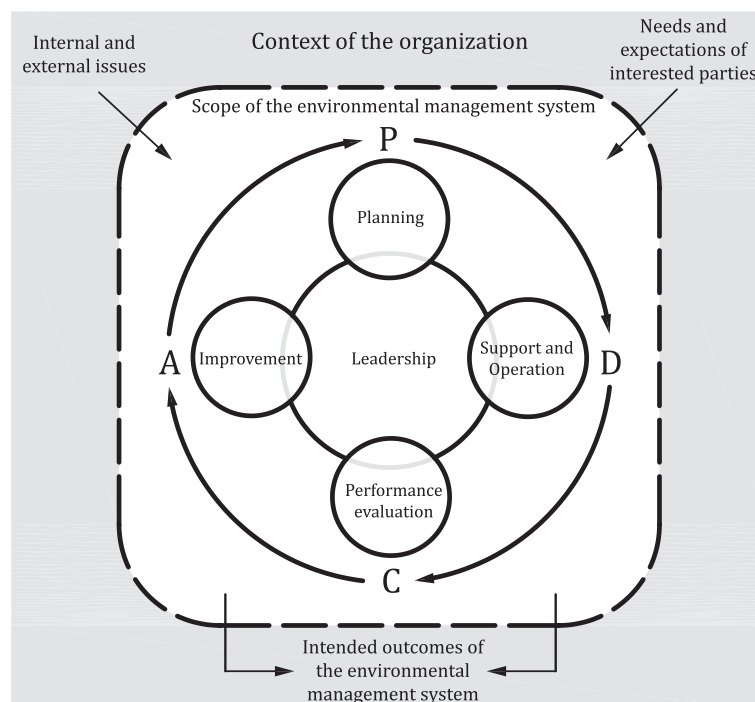 Internal and
external issues
Context of the organization
Needs and
expectations of
interested parties
Scope of the environmental management system
P
Planning
A
Improvement
Leadership
Support and
Operation
D
Performance
evaluation
C
Intended outcomes of
the environmental
management system